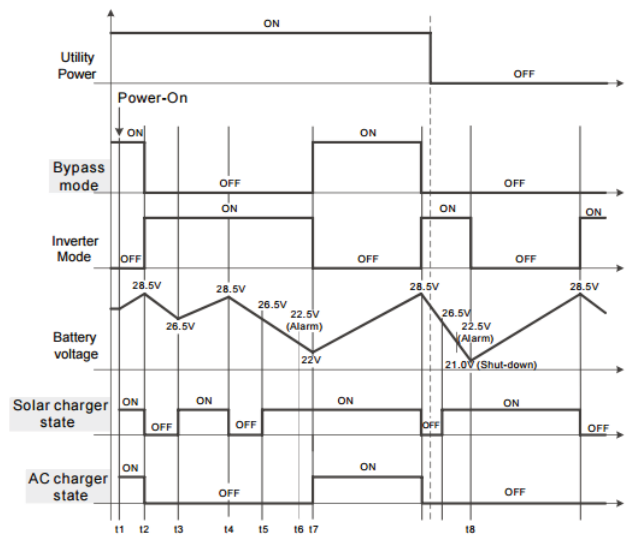 ON
Utility
Power
OFF
Power-On
ON
ON
Bypass
mode
OFF
OFF
ON
ON
ON
Inverter
Mode
OFF
OFF
OFF
28.5V
28.5V
28.5V
28.5V
26.5V
22.5V
(Alarm)
26.5V
22.5V
(Alarm)
Battery
voltage
26.5V
22V
21.0V (Shut-down)
Solar charger
state
ON
ON
ON
ON
OFF
OFF
OFF
OFF
AC charger
state
ON
ON
OFF
OFF
t1
t2
t3
t4
t5
t6
t7
t8